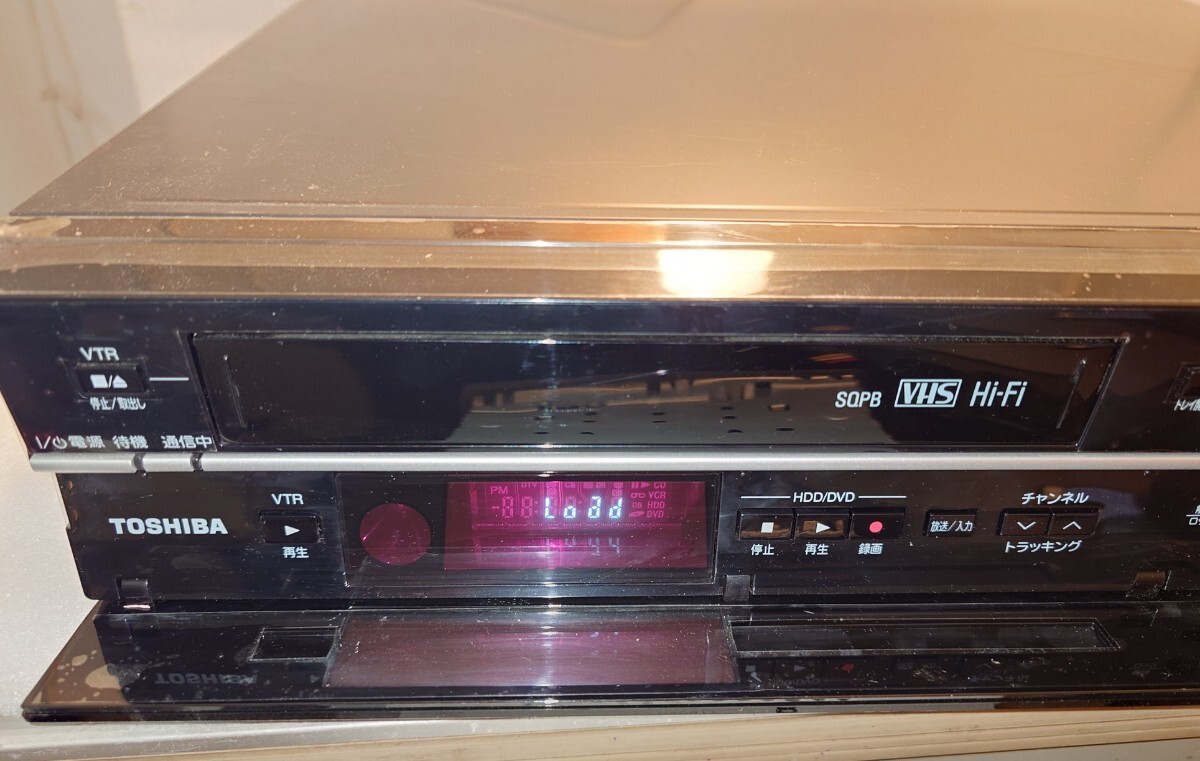 VTR
■/▲
停止/取出し
I/⏻電源 待機 通信中
SQPB VHS Hi-Fi
TOSHIBA
VTR
再生
PM
Load
CD
VCR
HDD
DVD
HDD/DVD
停止 再生 録画
放送/入力
チャンネル
トラッキング